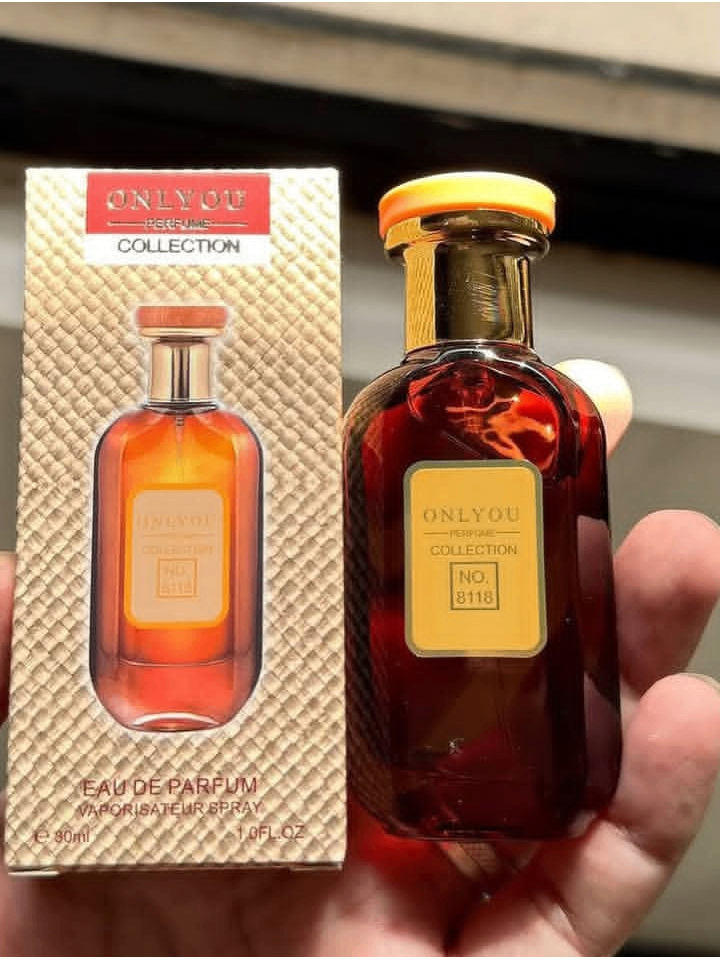 ONLYOU
PERFUME
COLLECTION
ONLYOU
COLLECTION
NO.
8118
EAU DE PARFUM
VAPORISATEUR SPRAY
℮ 30ml 1.0FL.OZ
ONLYOU
PERFUME
COLLECTION
NO.
8118